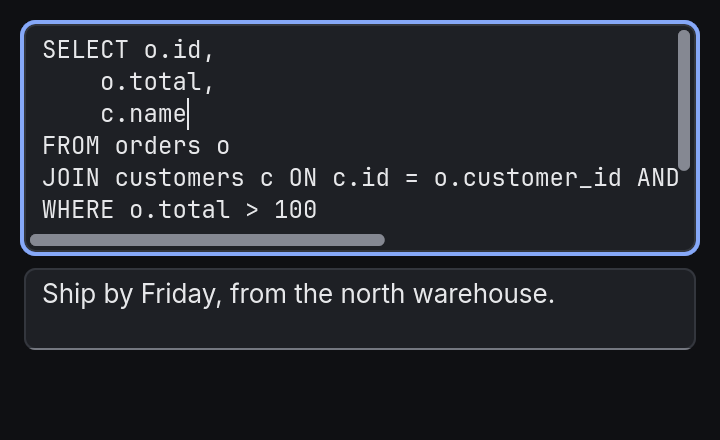 SELECT o.id,
    o.total,
    c.name
FROM orders o
JOIN customers c ON c.id = o.customer_id AND
WHERE o.total > 100
Ship by Friday, from the north warehouse.